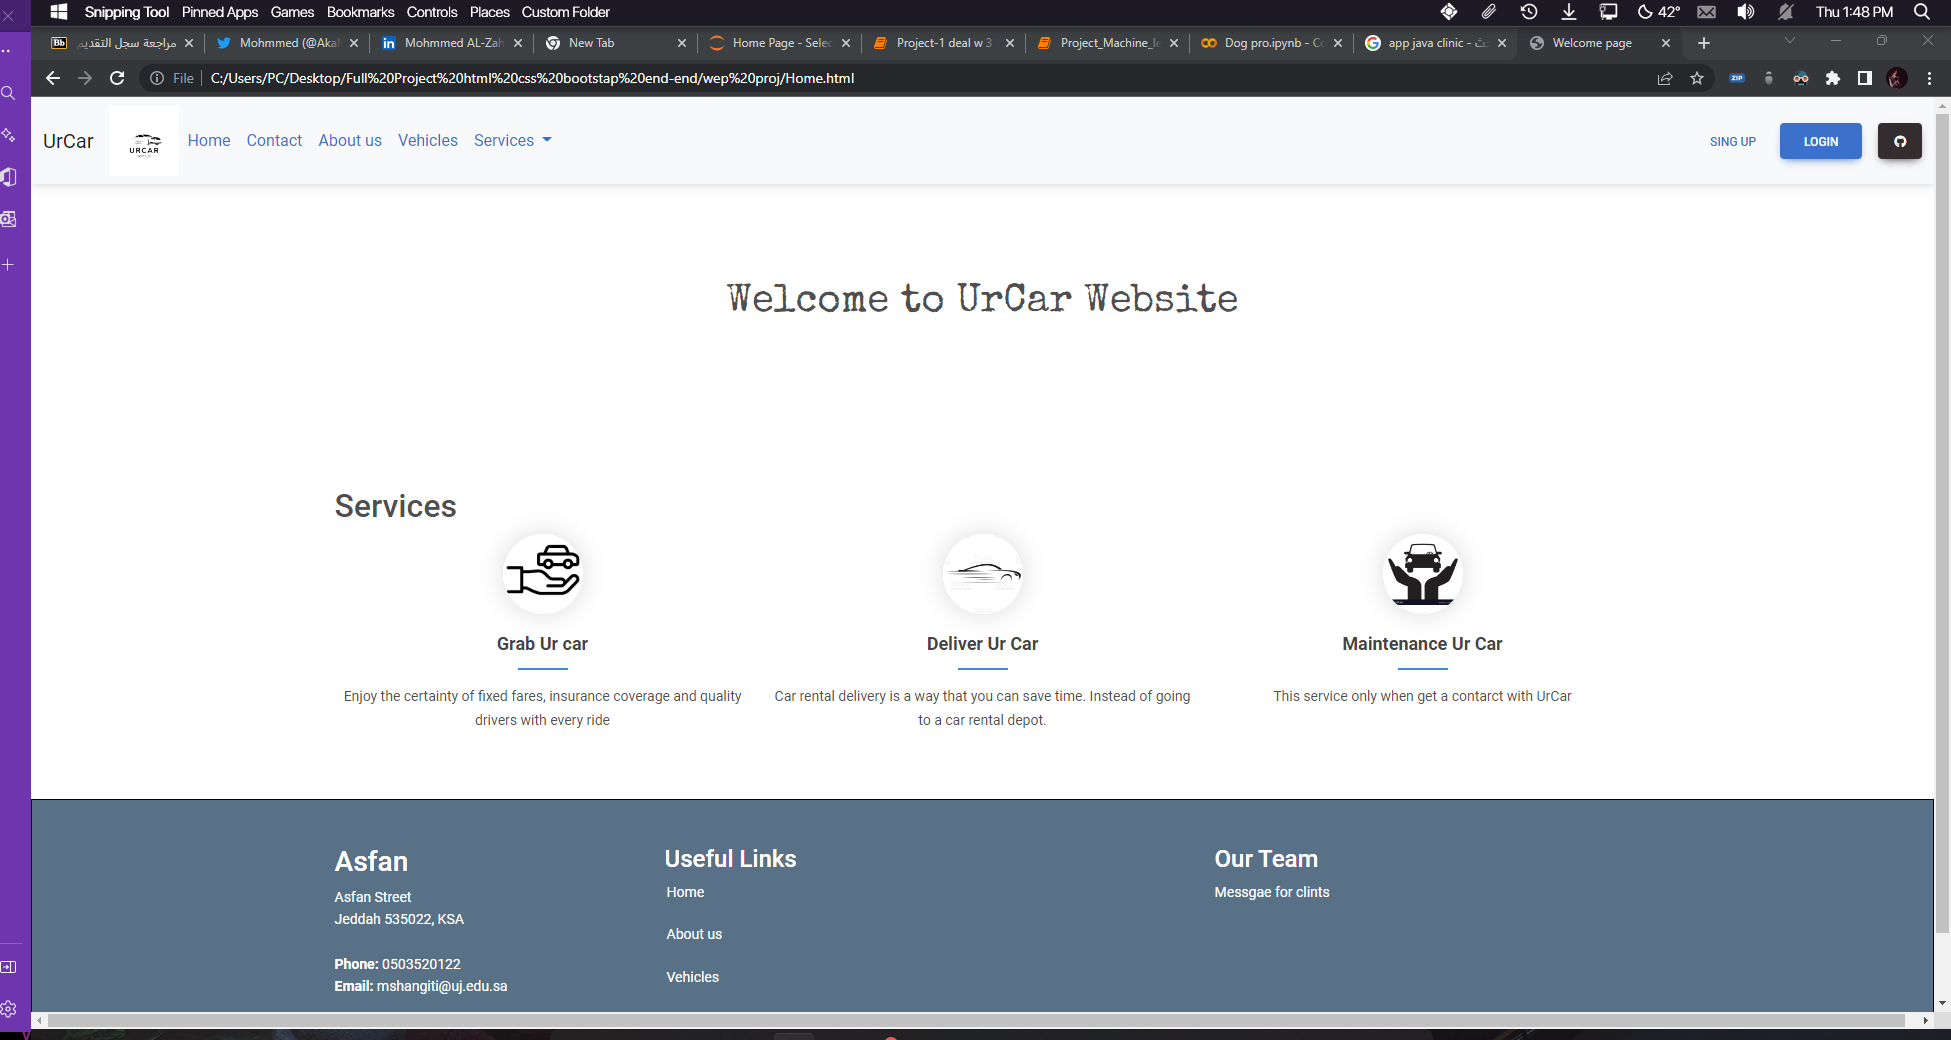 Snipping Tool Pinned Apps Games Bookmarks Controls Places Custom Folder 42° Thu 1:48 PM
Bb مراجعة سجل التقديم Mohmmed (@Aka in Mohmmed AL-Zah New Tab Home Page - Selec Project-1 deal w 3 Project_Machine_le Dog pro.ipynb - Co app java clinic - Welcome page
File C:/Users/PC/Desktop/Full%20Project%20html%20css%20bootstap%20end-end/wep%20proj/Home.html ZIP
UrCar URCAR Home Contact About us Vehicles Services SING UP LOGIN
Welcome to UrCar Website
Services
Grab Ur car
Enjoy the certainty of fixed fares, insurance coverage and quality
drivers with every ride
Deliver Ur Car
Car rental delivery is a way that you can save time. Instead of going
to a car rental depot.
Maintenance Ur Car
This service only when get a contarct with UrCar
Asfan
Asfan Street
Jeddah 535022, KSA
Phone: 0503520122
Email: mshangiti@uj.edu.sa
Useful Links
Home
About us
Vehicles
Our Team
Messgae for clints